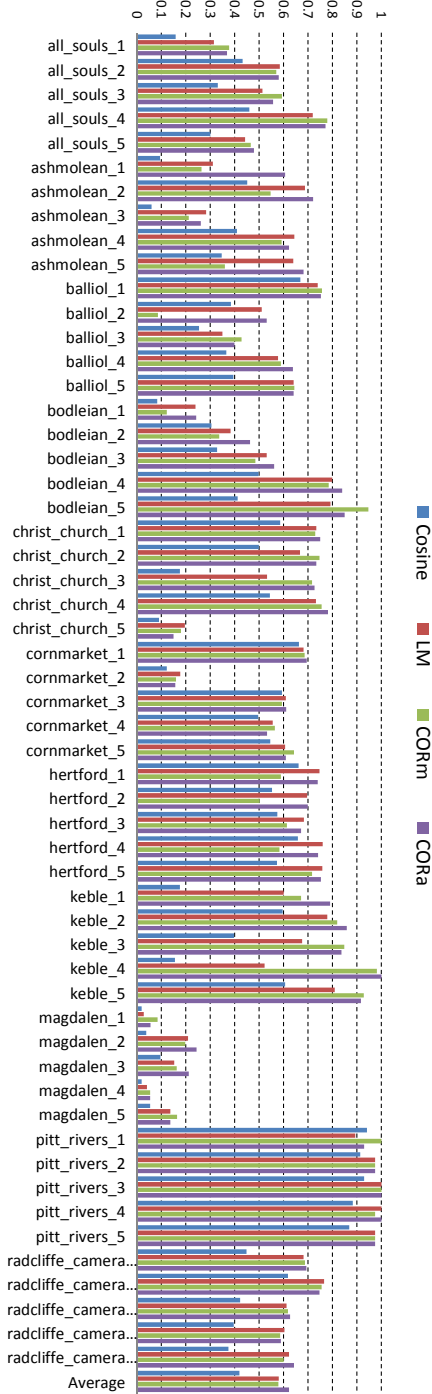 0 0.1 0.2 0.3 0.4 0.5 0.6 0.7 0.8 0.9 1
all_souls_1
all_souls_2
all_souls_3
all_souls_4
all_souls_5
ashmolean_1
ashmolean_2
ashmolean_3
ashmolean_4
ashmolean_5
balliol_1
balliol_2
balliol_3
balliol_4
balliol_5
bodleian_1
bodleian_2
bodleian_3
bodleian_4
bodleian_5
christ_church_1
christ_church_2
christ_church_3
christ_church_4
christ_church_5
cornmarket_1
cornmarket_2
cornmarket_3
cornmarket_4
cornmarket_5
hertford_1
hertford_2
hertford_3
hertford_4
hertford_5
keble_1
keble_2
keble_3
keble_4
keble_5
magdalen_1
magdalen_2
magdalen_3
magdalen_4
magdalen_5
pitt_rivers_1
pitt_rivers_2
pitt_rivers_3
pitt_rivers_4
pitt_rivers_5
radcliffe_camera...
radcliffe_camera...
radcliffe_camera...
radcliffe_camera...
radcliffe_camera...
Average
Cosine LM CORm CORa